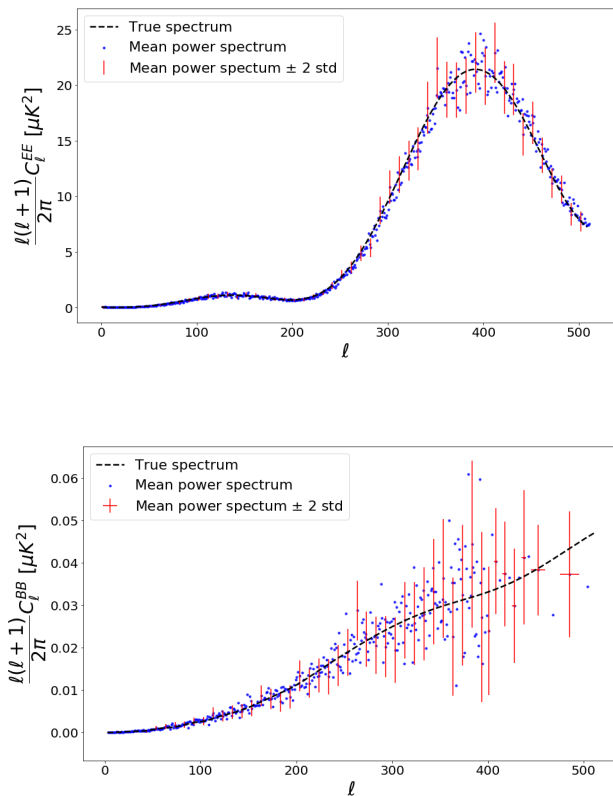 True spectrum
Mean power spectrum
Mean power spectum ± 2 std
25
20
15
10
5
0
ℓ(ℓ + 1)/2π C_ℓ^{EE} [μK²]
0 100 200 300 400 500
ℓ
True spectrum
Mean power spectrum
Mean power spectum ± 2 std
0.06
0.05
0.04
0.03
0.02
0.01
0.00
ℓ(ℓ + 1)/2π C_ℓ^{BB} [μK²]
0 100 200 300 400 500
ℓ